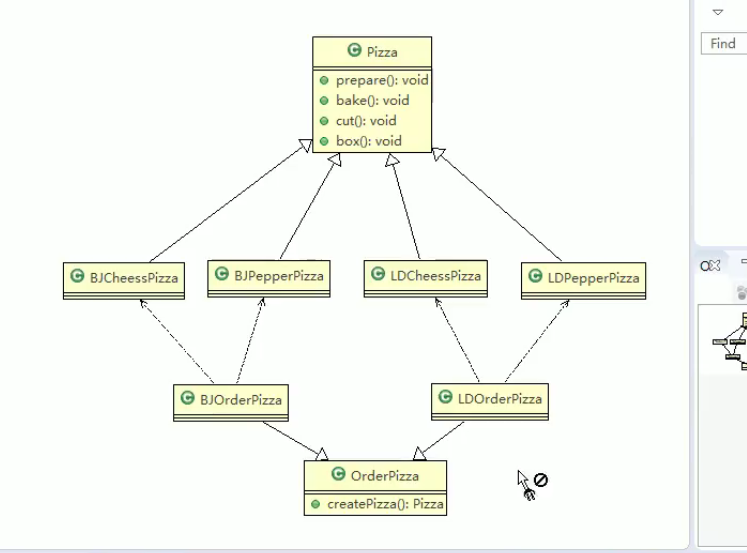 Find
Pizza
prepare(): void
bake(): void
cut(): void
box(): void
BJCheessPizza
BJPepperPizza
LDCheessPizza
LDPepperPizza
BJOrderPizza
LDOrderPizza
OrderPizza
createPizza(): Pizza